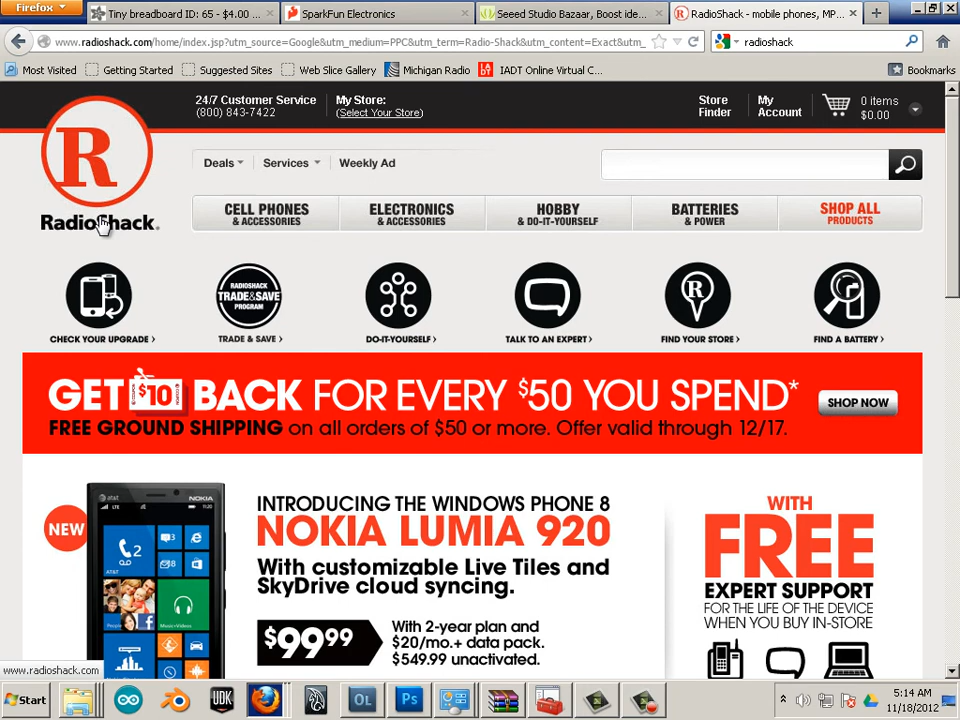 Firefox
Tiny breadboard ID: 65 - $4.00 ...
SparkFun Electronics
Seeed Studio Bazaar, Boost ide...
RadioShack - mobile phones, MP...
www.radioshack.com/home/index.jsp?utm_source=Google&utm_medium=PPC&utm_term=Radio-Shack&utm_content=Exact&utm_
radioshack
Most Visited
Getting Started
Suggested Sites
Web Slice Gallery
Michigan Radio
IADT Online Virtual C...
Bookmarks
24/7 Customer Service
(800) 843-7422
My Store:
(Select Your Store)
Store Finder
My Account
0 items
$0.00
R
RadioShack.
Deals
Services
Weekly Ad
CELL PHONES
& ACCESSORIES
ELECTRONICS
& ACCESSORIES
HOBBY
& DO-IT-YOURSELF
BATTERIES
& POWER
SHOP ALL
PRODUCTS
RADIOSHACK
TRADE&SAVE
PROGRAM
R
CHECK YOUR UPGRADE ›
TRADE & SAVE ›
DO-IT-YOURSELF ›
TALK TO AN EXPERT ›
FIND YOUR STORE ›
FIND A BATTERY ›
GET $10 BACK FOR EVERY $50 YOU SPEND*
FREE GROUND SHIPPING on all orders of $50 or more. Offer valid through 12/17.
SHOP NOW
NEW
at&t
NOKIA
INTRODUCING THE WINDOWS PHONE 8
NOKIA LUMIA 920
With customizable Live Tiles and
SkyDrive cloud syncing.
$99.99
With 2-year plan and
$20/mo.+ data pack.
$549.99 unactivated.
WITH
FREE
EXPERT SUPPORT
FOR THE LIFE OF THE DEVICE
WHEN YOU BUY IN-STORE
www.radioshack.com
Start
UDK
OL
Ps
5:14 AM
11/18/2012